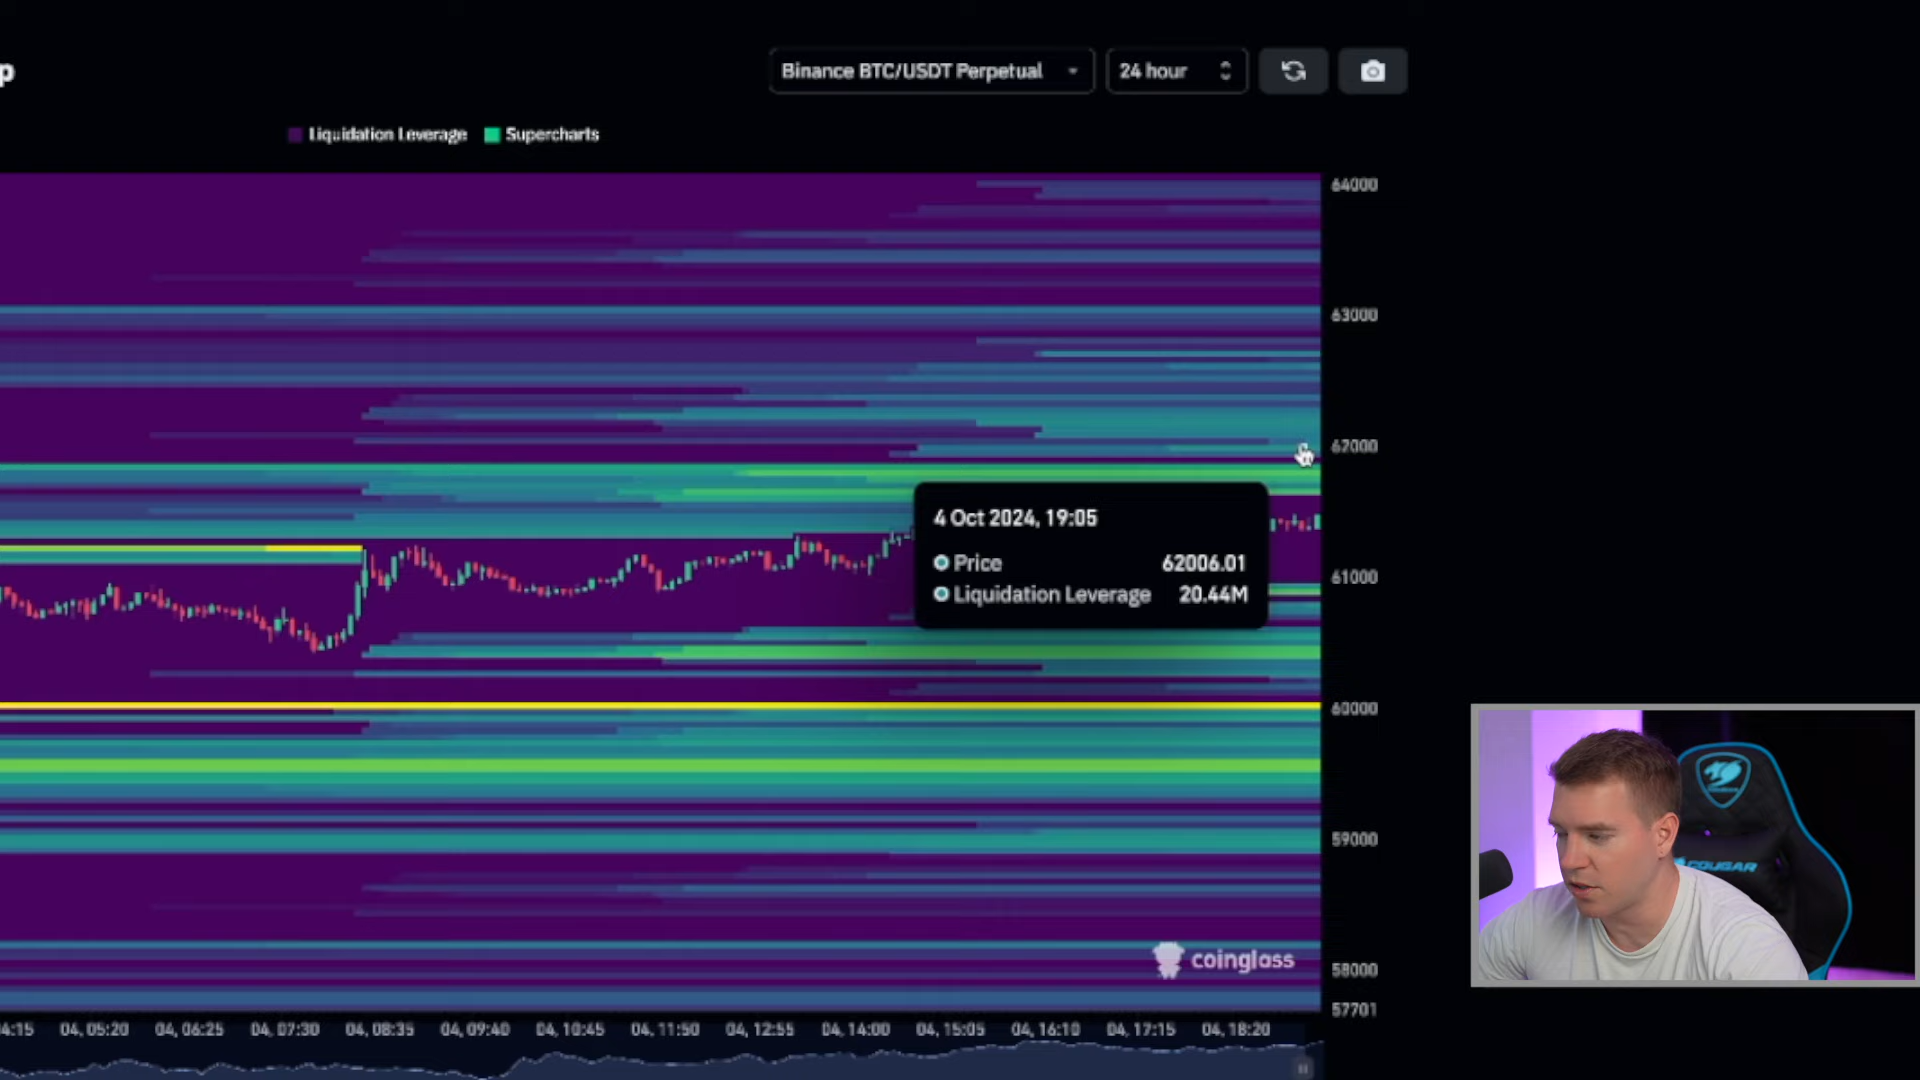 p
Binance BTC/USDT Perpetual
24 hour
Liquidation Leverage
Supercharts
64000
63000
62000
61000
60000
59000
58000
57701
4 Oct 2024, 19:05
Price 62006.01
Liquidation Leverage 20.44M
coinglass
4:15 04, 05:20 04, 06:25 04, 07:30 04, 08:35 04, 09:40 04, 10:45 04, 11:50 04, 12:55 04, 14:00 04, 15:05 04, 16:10 04, 17:15 04, 18:20
COUGAR